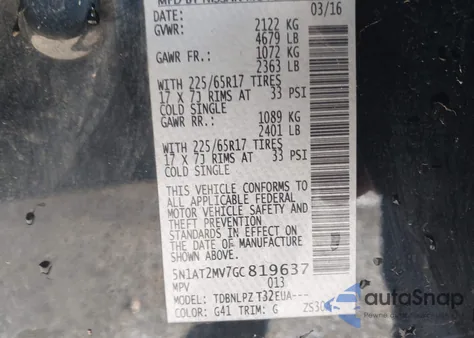 MFD BY NISSAN
DATE: 03/16
GVWR: 2122 KG
4679 LB
GAWR FR.: 1072 KG
2363 LB
WITH 225/65R17 TIRES
17 X 7J RIMS AT 33 PSI
COLD SINGLE
GAWR RR.: 1089 KG
2401 LB
WITH 225/65R17 TIRES
17 X 7J RIMS AT 33 PSI
COLD SINGLE
THIS VEHICLE CONFORMS TO
ALL APPLICABLE FEDERAL
MOTOR VEHICLE SAFETY AND
THEFT PREVENTION
STANDARDS IN EFFECT ON
THE DATE OF MANUFACTURE
SHOWN ABOVE.
5N1AT2MV7GC819637
MPV 013
MODEL: TDBNLPZ T32EUA---
COLOR: G41 TRIM: G ZS30
autoSnap